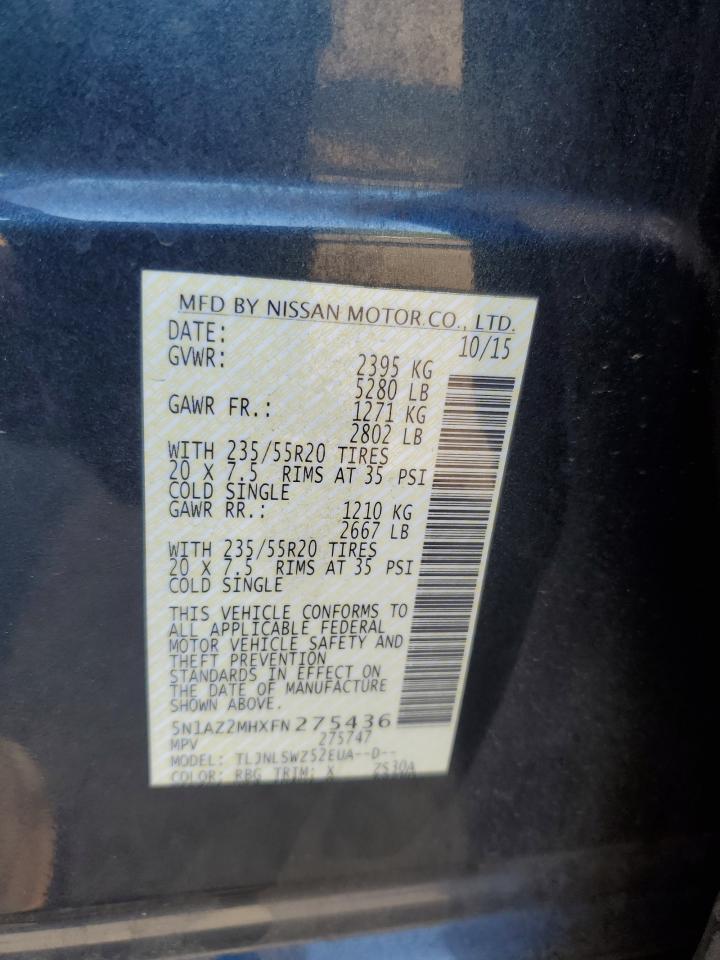 MFD BY NISSAN MOTOR CO., LTD.
DATE: 10/15
GVWR: 2395 KG
5280 LB
GAWR FR.: 1271 KG
2802 LB
WITH 235/55R20 TIRES
20 X 7.5 RIMS AT 35 PSI
COLD SINGLE
GAWR RR.: 1210 KG
2667 LB
WITH 235/55R20 TIRES
20 X 7.5 RIMS AT 35 PSI
COLD SINGLE
THIS VEHICLE CONFORMS TO
ALL APPLICABLE FEDERAL
MOTOR VEHICLE SAFETY AND
THEFT PREVENTION
STANDARDS IN EFFECT ON
THE DATE OF MANUFACTURE
SHOWN ABOVE.
5N1AZ2MHXFN275436
MPV 275747
MODEL: TLJNLSWZ52EUA--D--
COLOR: RBG TRIM: X ZS30A